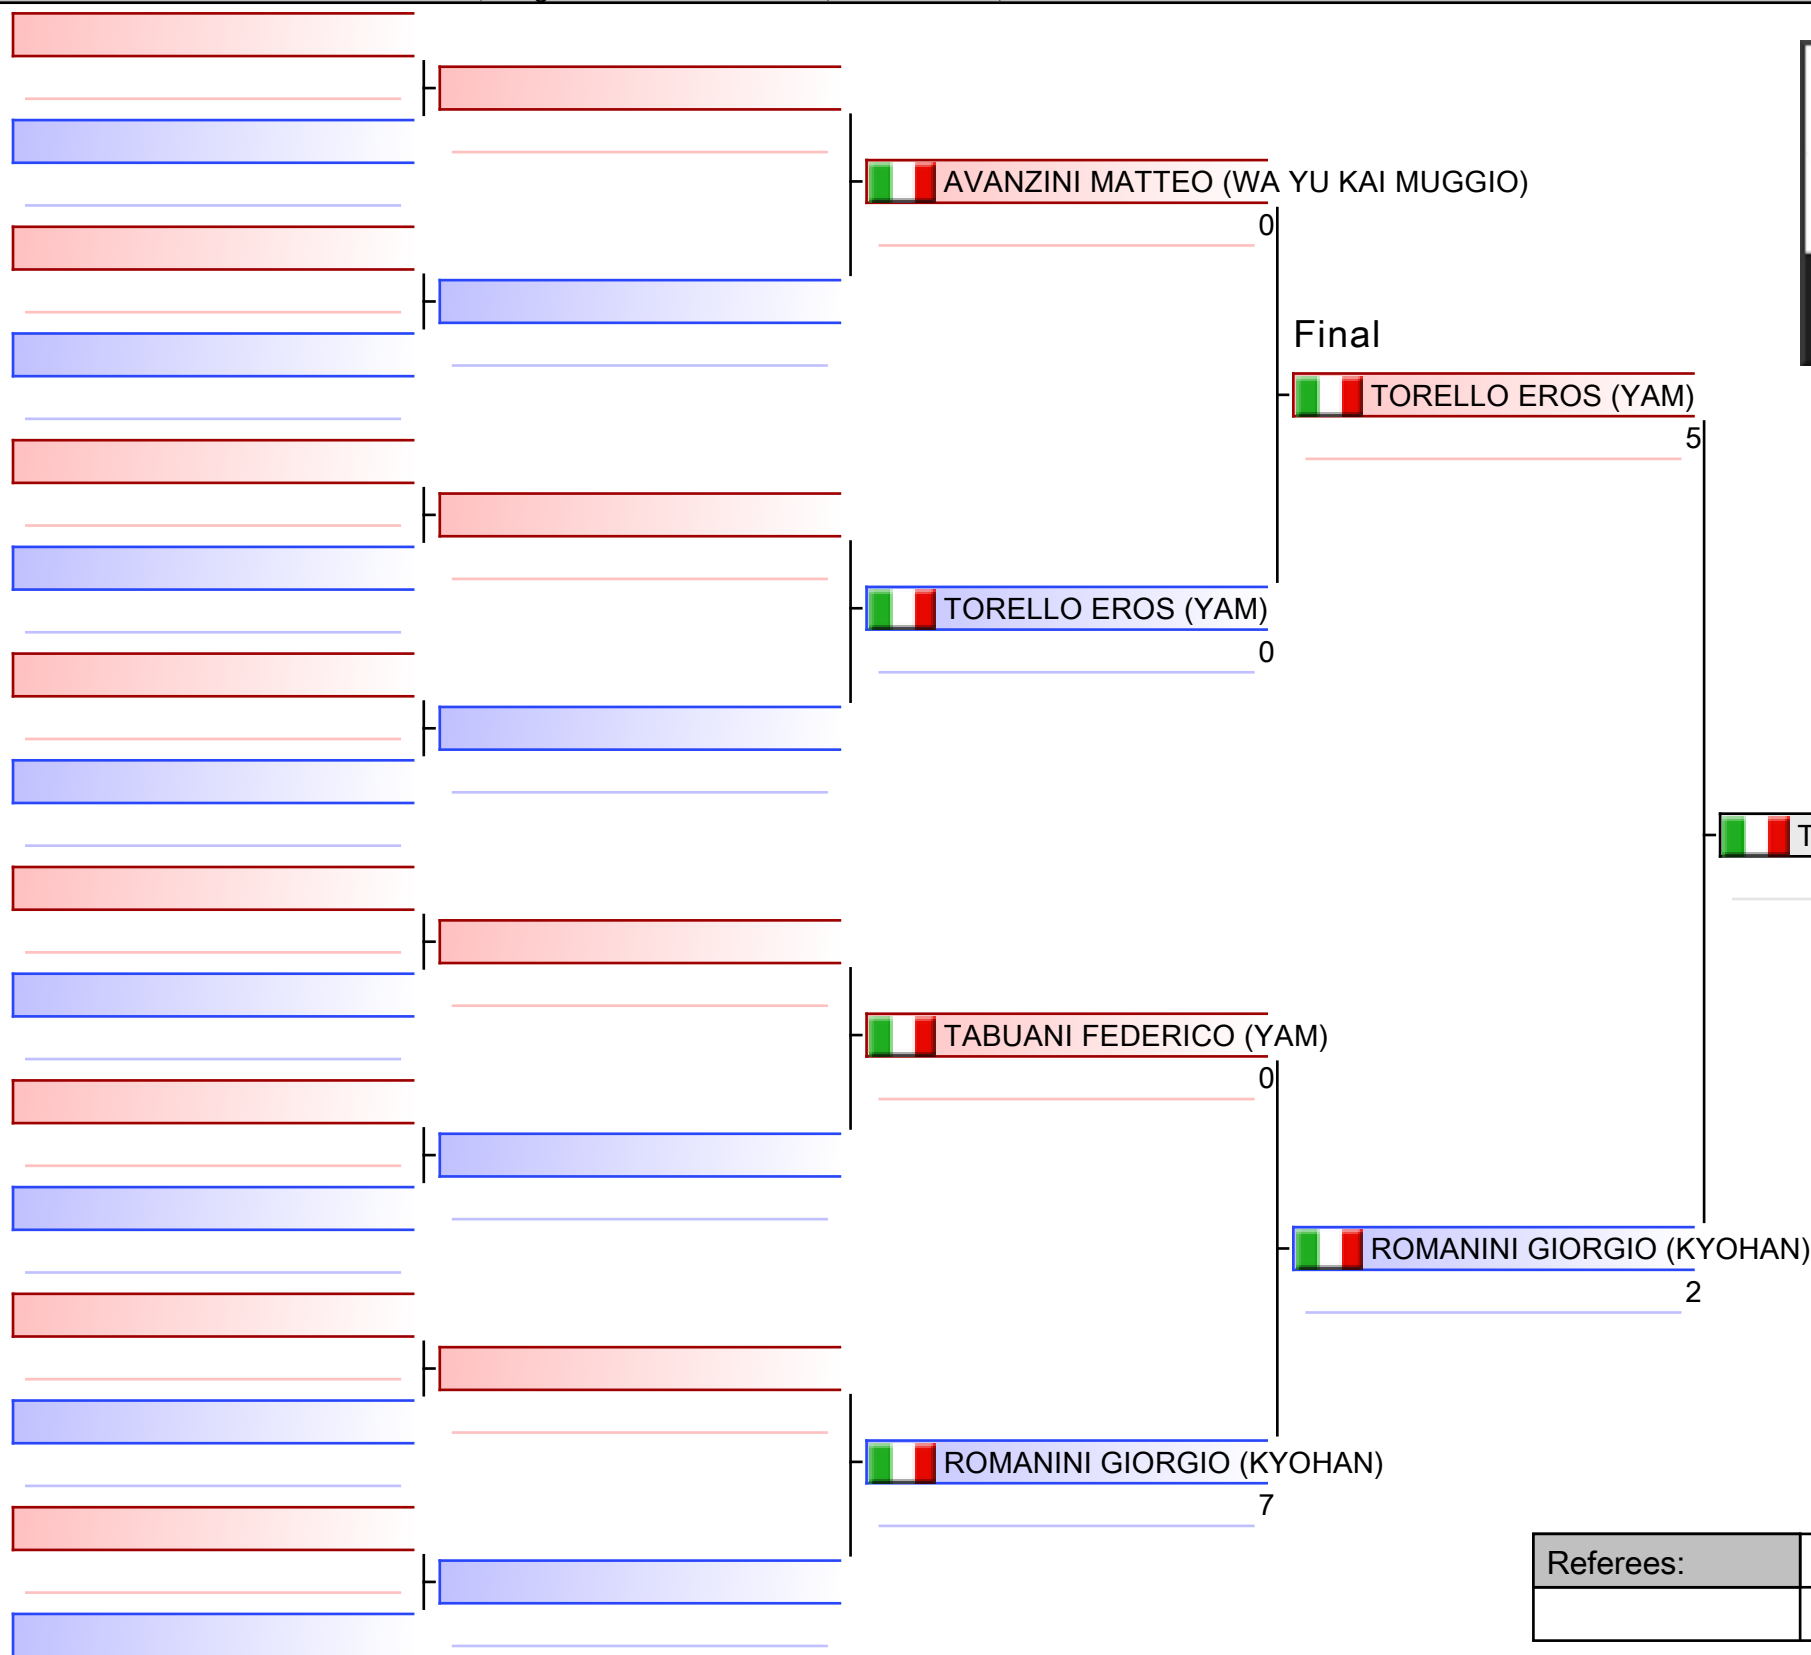 AVANZINI MATTEO (WA YU KAI MUGGIO)
0
Final
TORELLO EROS (YAM)
5
TORELLO EROS (YAM)
0
T
TABUANI FEDERICO (YAM)
0
ROMANINI GIORGIO (KYOHAN)
2
ROMANINI GIORGIO (KYOHAN)
7
Referees: